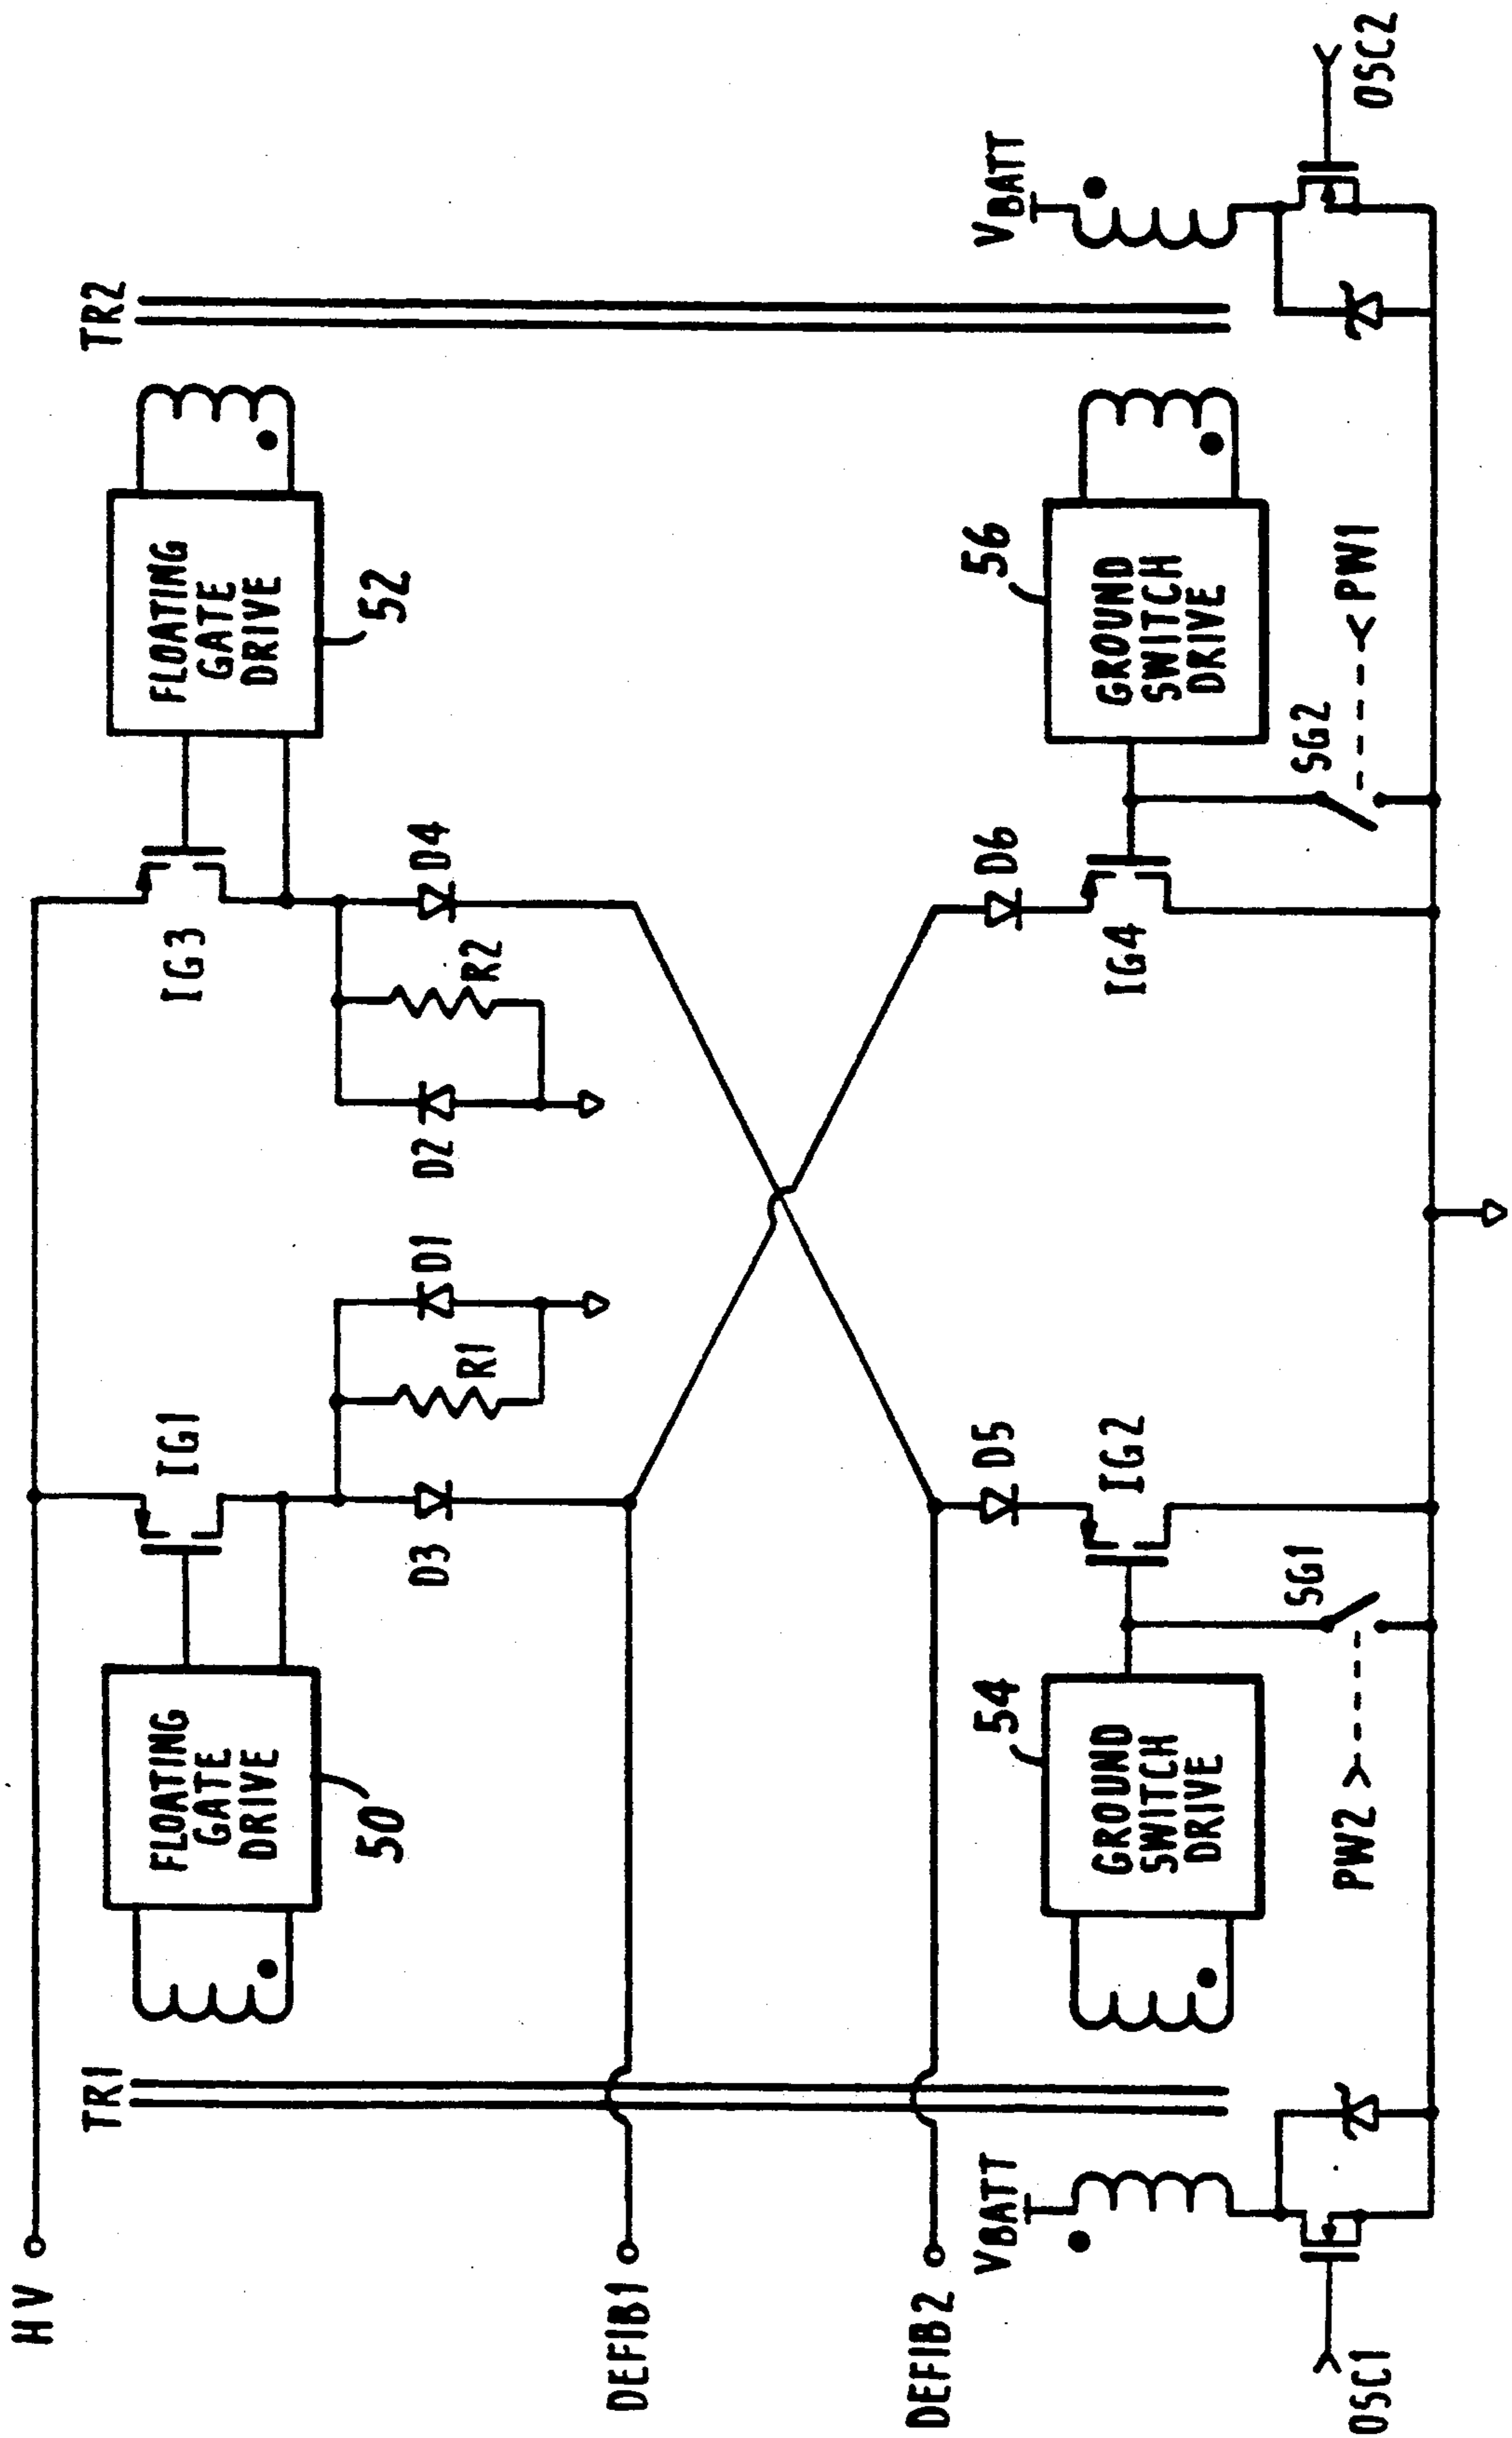 HV
TR1
FLOATING
GATE
DRIVE
50
IG1
D3
R1
D1
D2
R2
IG3
D4
FLOATING
GATE
DRIVE
52
TR2
DEFIB1
DEFIB2
VBATT
OSC1
GROUND
SWITCH
DRIVE
54
PW2
SG1
IG2
D5
D6
IG4
SG2
PW1
GROUND
SWITCH
DRIVE
56
VBATT
OSC2